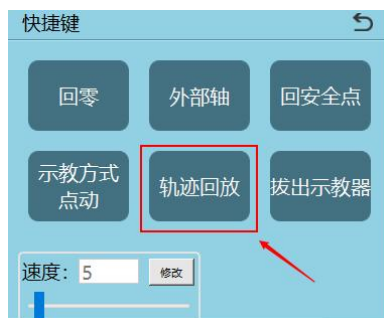 快捷键
回零
外部轴
回安全点
示教方式
点动
轨迹回放
拔出示教器
速度：5
修改